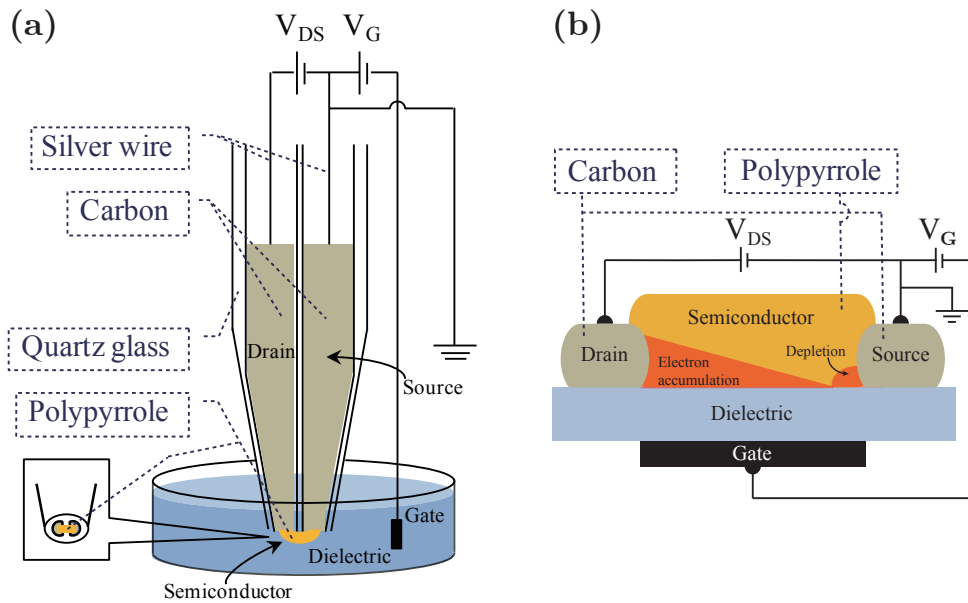 (a)
V_DS
V_G
Silver wire
Carbon
Quartz glass
Drain
Source
Polypyrrole
Gate
Dielectric
Semiconductor
(b)
Carbon
Polypyrrole
V_DS
V_G
Semiconductor
Drain
Depletion
Source
Electron
accumulation
Dielectric
Gate